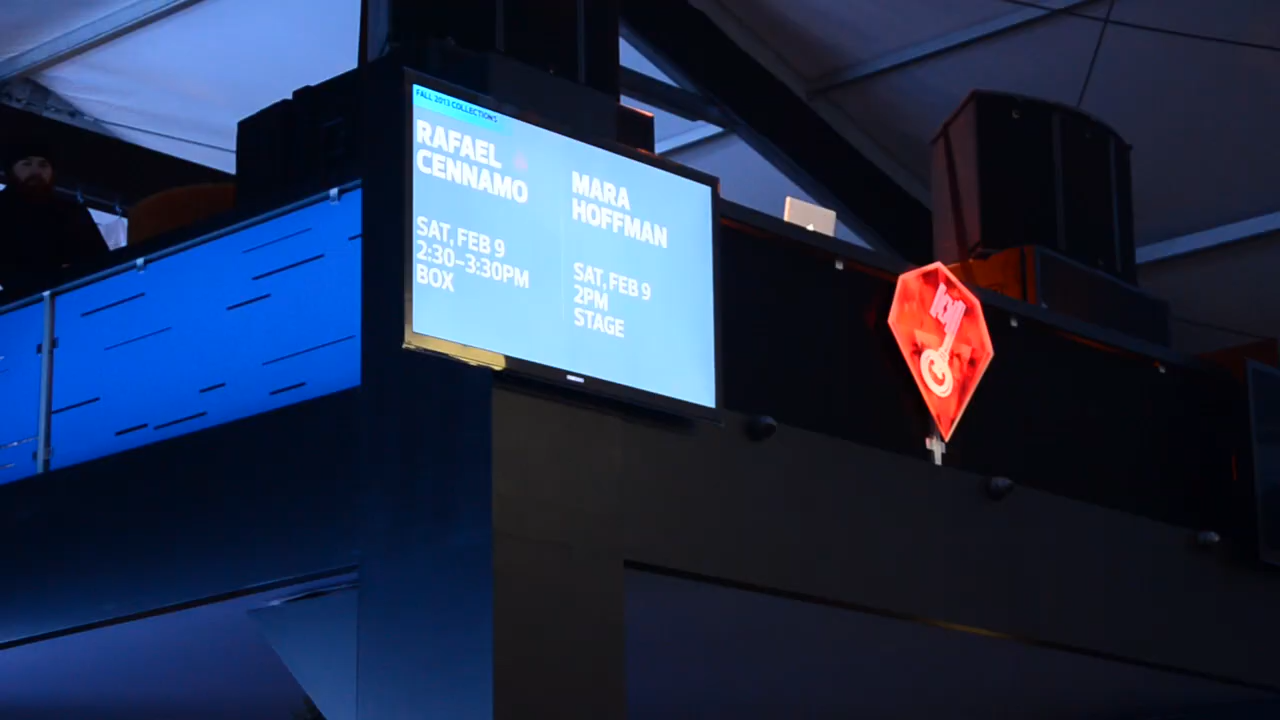 FALL 2013 COLLECTIONS
RAFAEL
CENNAMO
SAT, FEB 9
2:30–3:30PM
BOX
MARA
HOFFMAN
SAT, FEB 9
2PM
STAGE